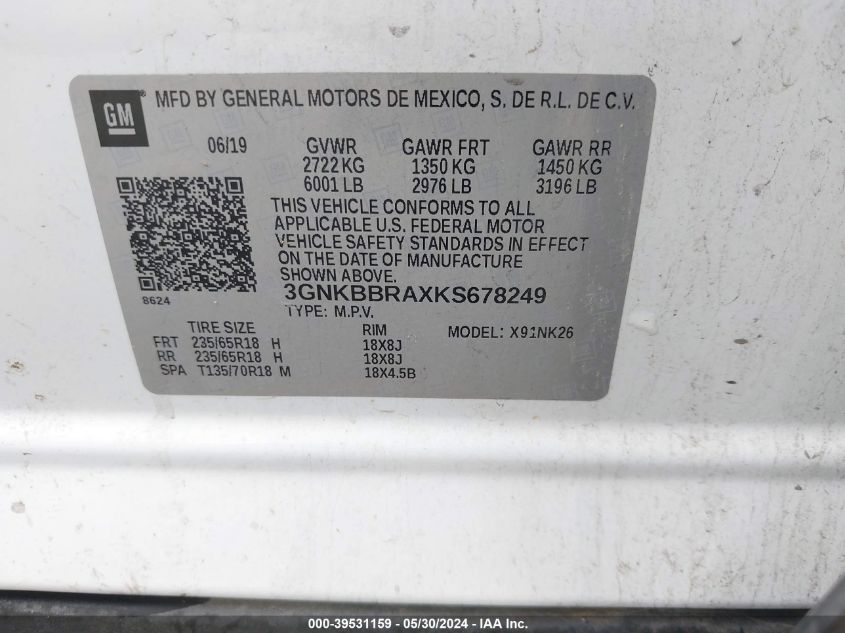 GM ® MFD BY GENERAL MOTORS DE MEXICO, S. DE R.L. DE C.V.
06/19 GVWR GAWR FRT GAWR RR
2722 KG 1350 KG 1450 KG
6001 LB 2976 LB 3196 LB
THIS VEHICLE CONFORMS TO ALL
APPLICABLE U.S. FEDERAL MOTOR
VEHICLE SAFETY STANDARDS IN EFFECT
ON THE DATE OF MANUFACTURE
SHOWN ABOVE.
3GNKBBRAXKS678249
8624
TYPE: M.P.V.
TIRE SIZE RIM MODEL: X91NK26
FRT 235/65R18 H 18X8J
RR 235/65R18 H 18X8J
SPA T135/70R18 M 18X4.5B
000-39531159 - 05/30/2024 - IAA Inc.